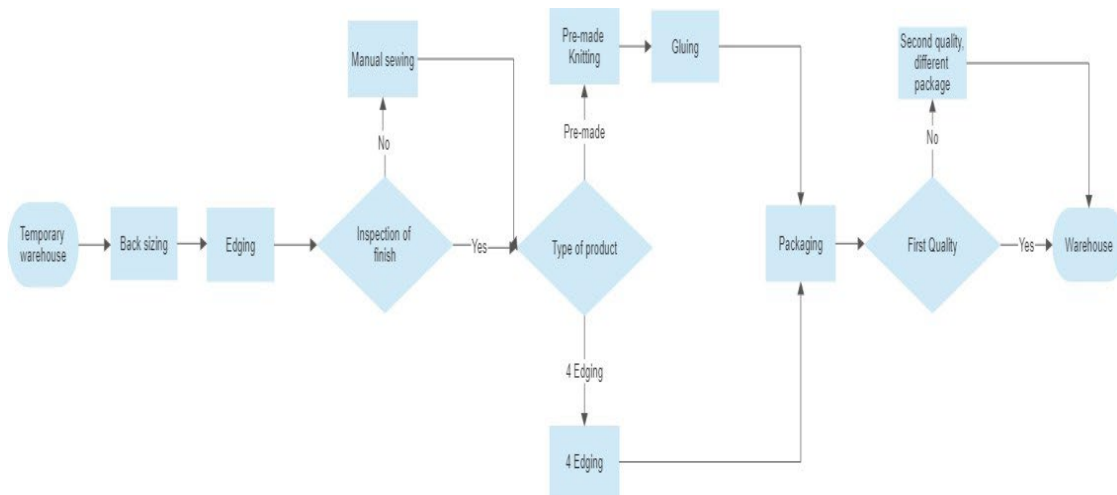 Temporary
warehouse
Back sizing
Edging
Inspection of
finish
No
Manual sewing
Yes
Type of product
Pre-made
Pre-made
Knitting
Gluing
4 Edging
4 Edging
Packaging
First Quality
No
Second quality,
different
package
Yes
Warehouse